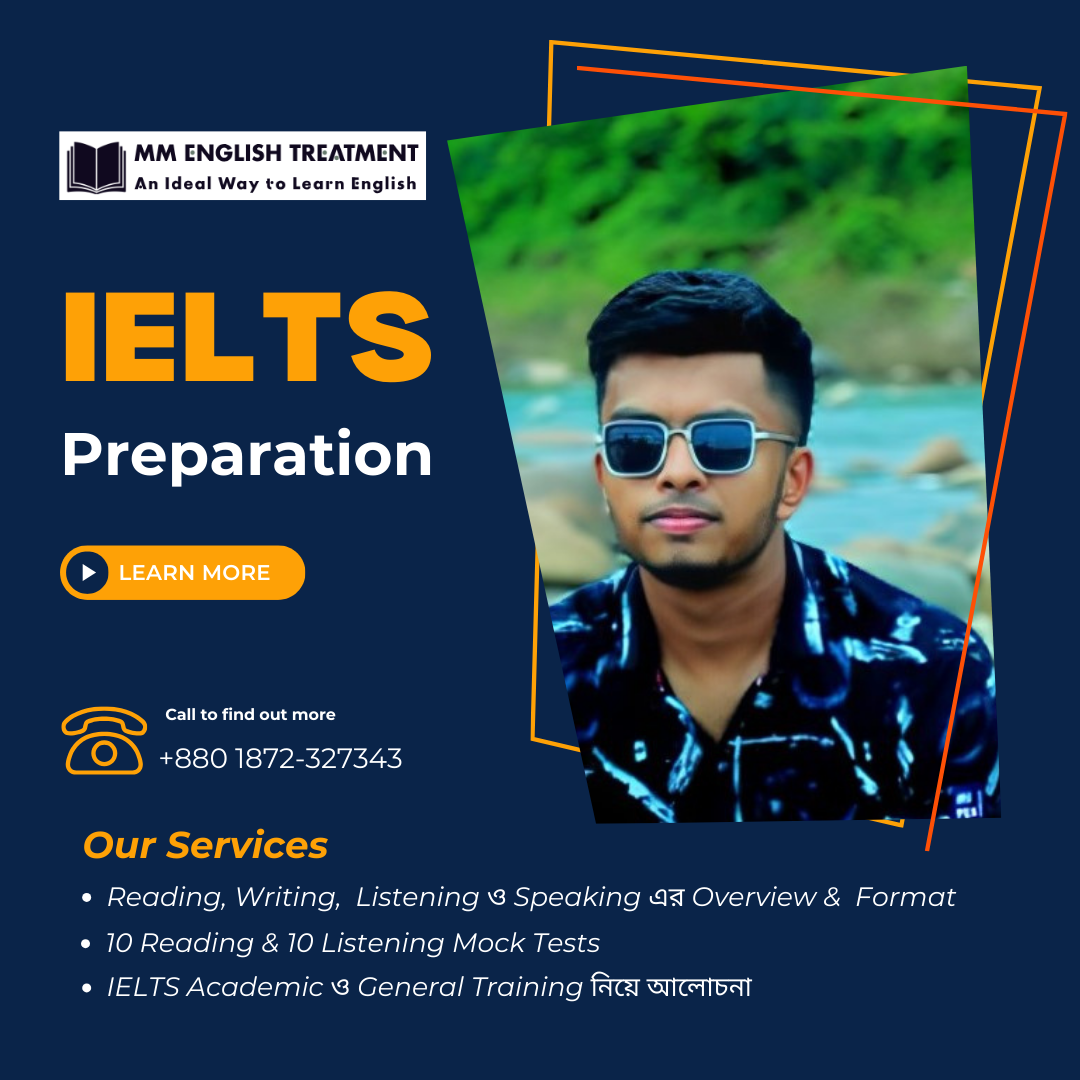 MM ENGLISH TREATMENT
An Ideal Way to Learn English
IELTS
Preparation
LEARN MORE
Call to find out more
+880 1872-327343
Our Services
Reading, Writing, Listening ও Speaking এর Overview & Format
10 Reading & 10 Listening Mock Tests
IELTS Academic ও General Training নিয়ে আলোচনা